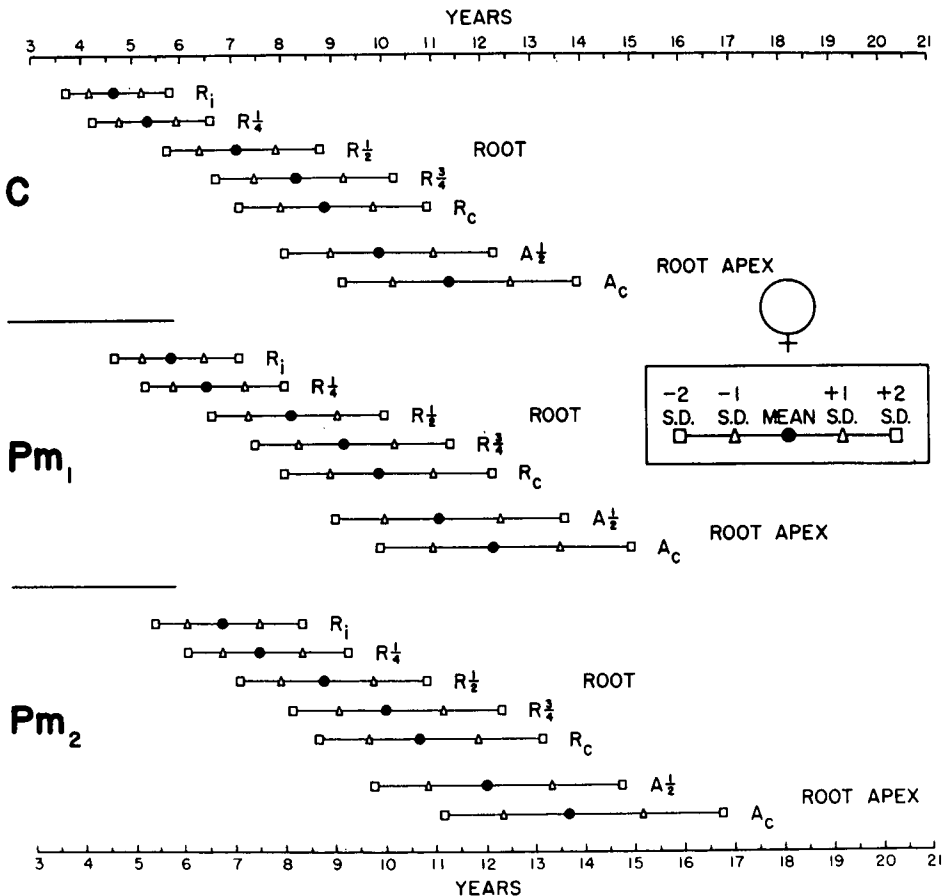 YEARS
3 4 5 6 7 8 9 10 11 12 13 14 15 16 17 18 19 20 21
C
Ri
R¼
R½ ROOT
R¾
Rc
A½
Ac ROOT APEX
-2 -1 +1 +2
S.D. S.D. MEAN S.D. S.D.
Pm1
Ri
R¼
R½ ROOT
R¾
Rc
A½
Ac ROOT APEX
Pm2
Ri
R¼
R½ ROOT
R¾
Rc
A½
Ac ROOT APEX
3 4 5 6 7 8 9 10 11 12 13 14 15 16 17 18 19 20 21
YEARS